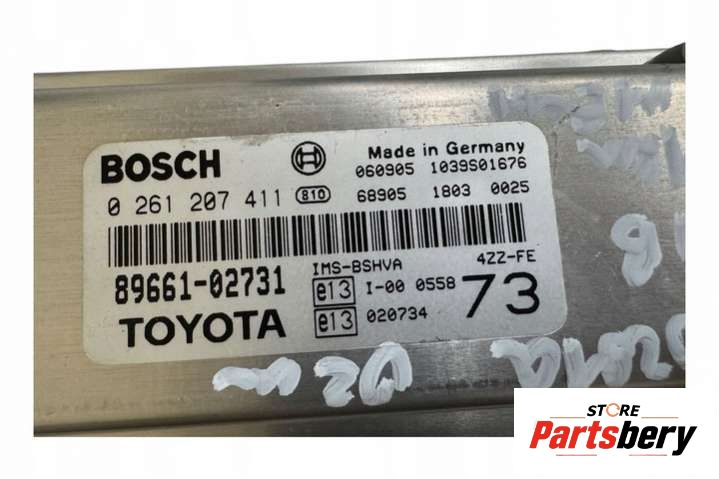 BOSCH Made in Germany
060905 1039S01676
0 261 207 411 810 68905 1803 0025
IMS-BSHVA 4ZZ-FE
89661-02731 e13 I-00 0558 73
TOYOTA e13 020734
STORE
Partsbery